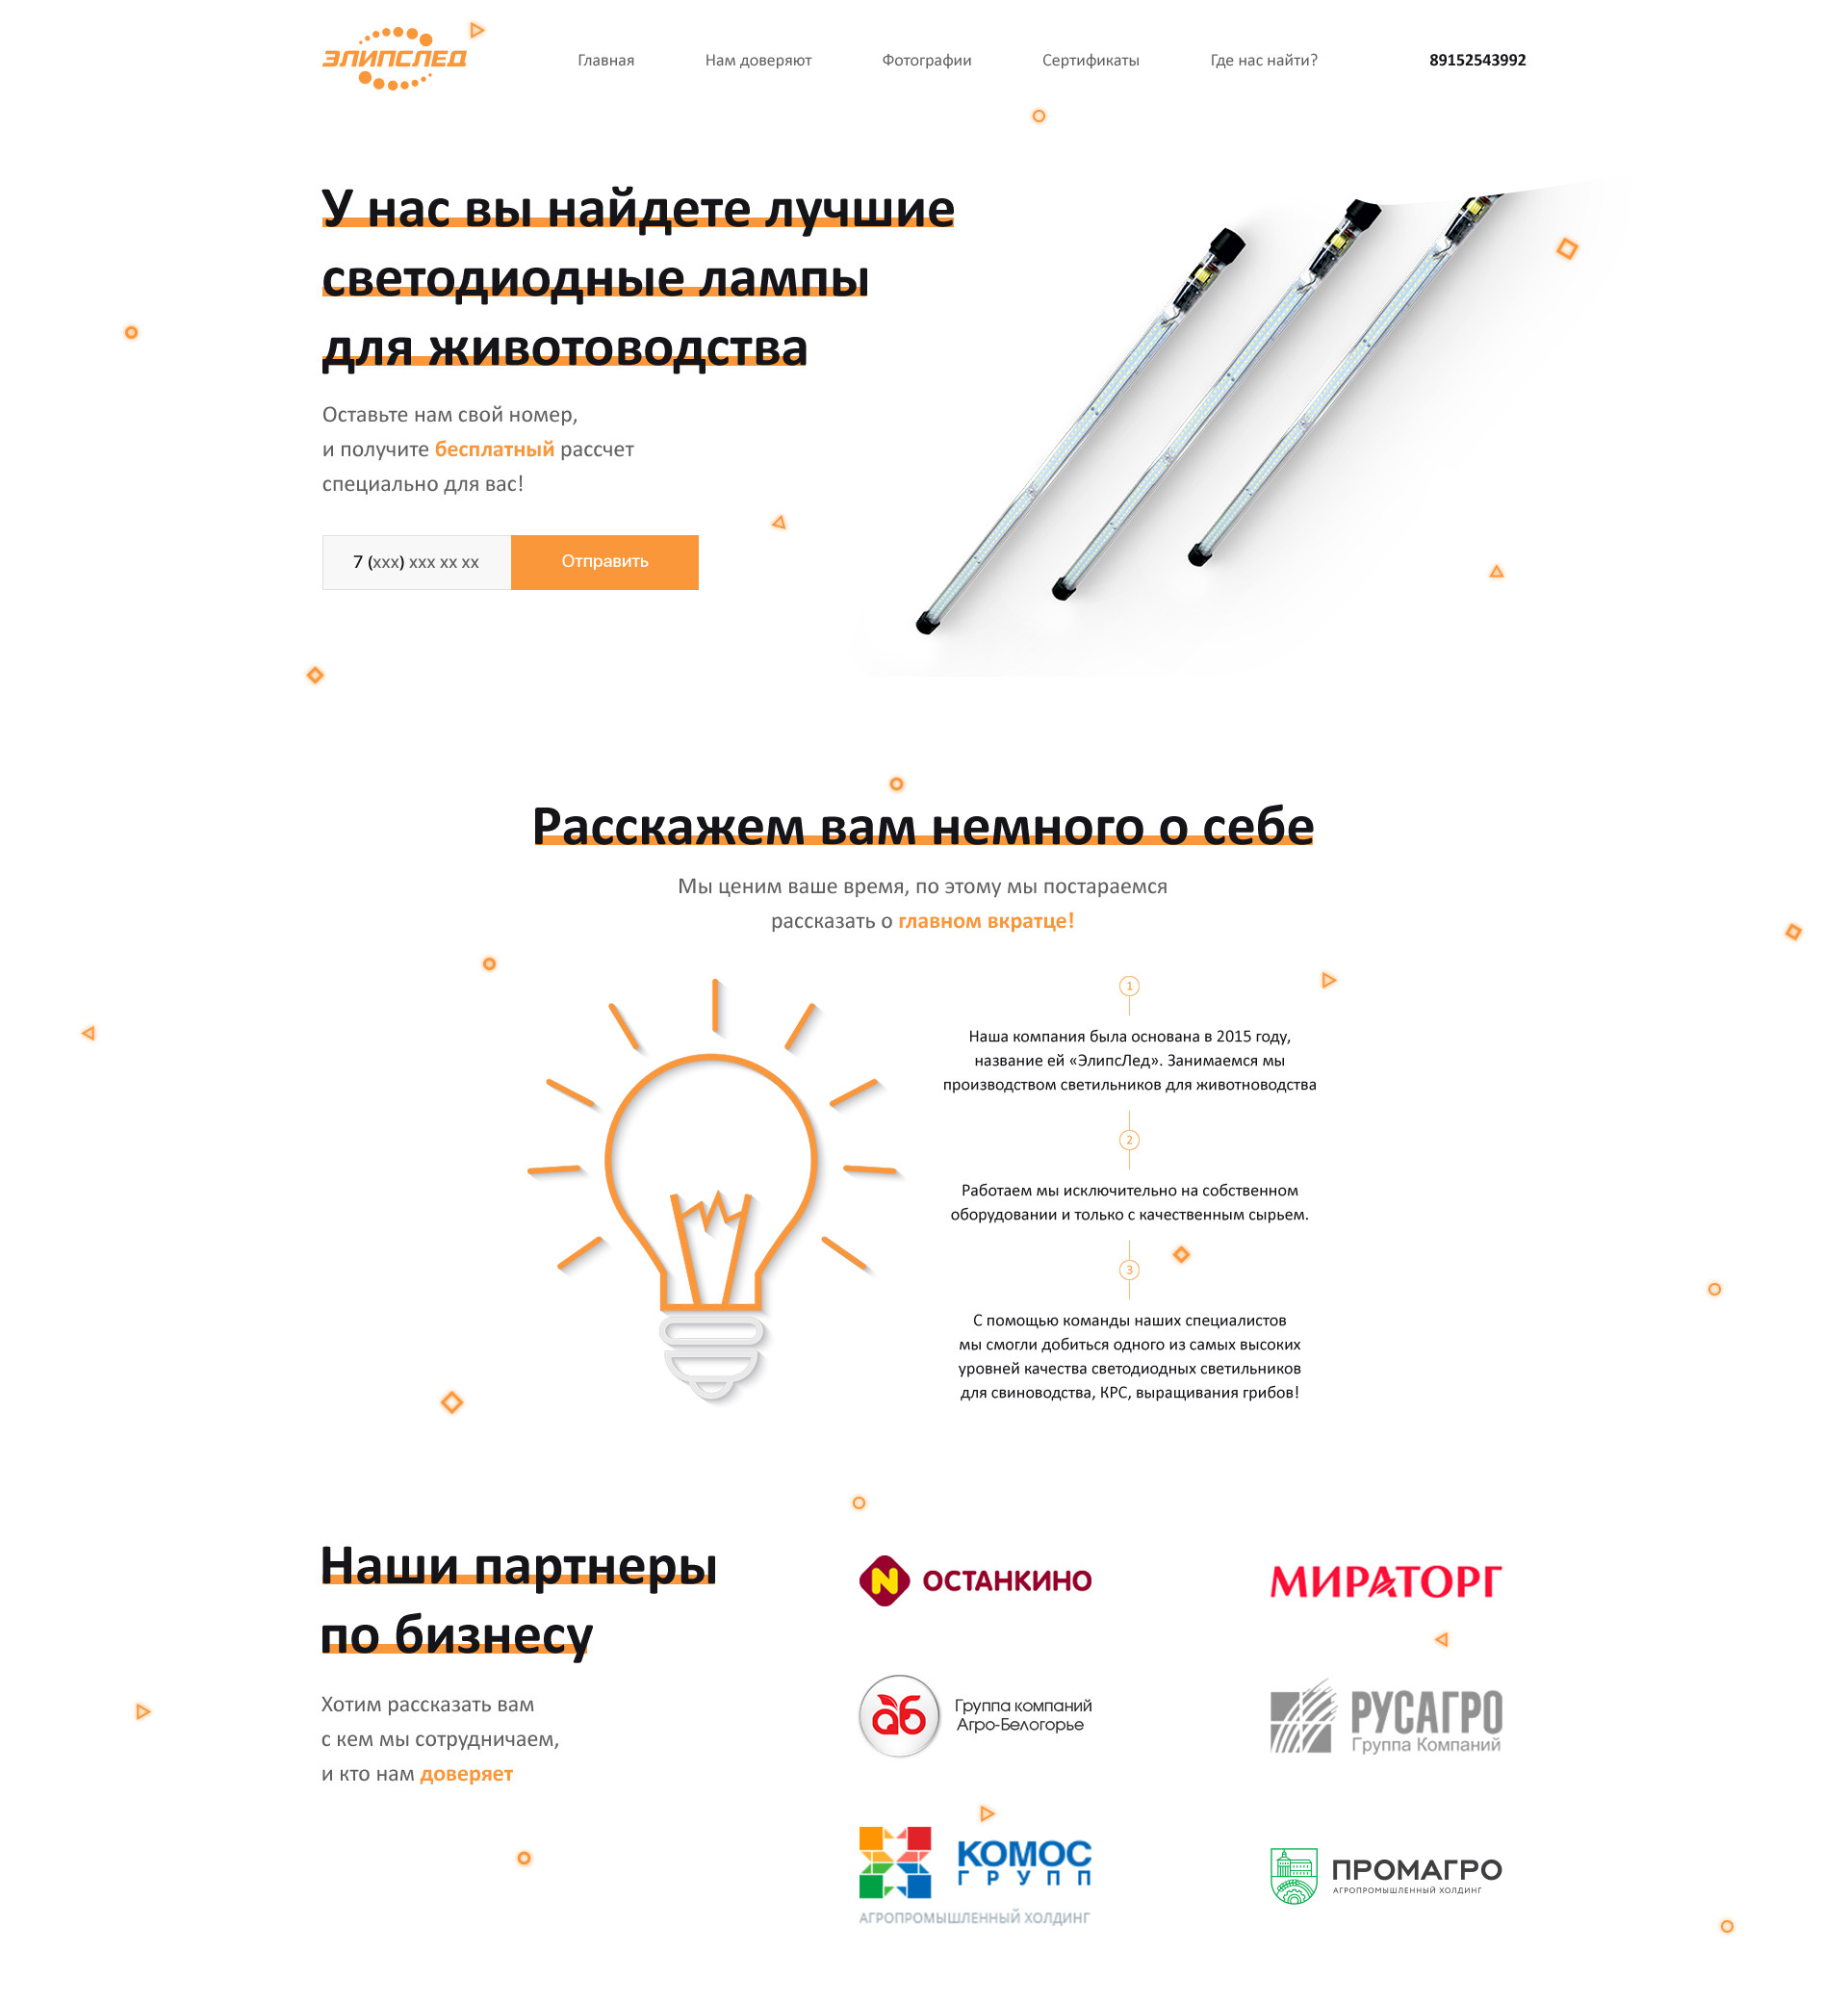 ЭЛИПСЛЕД
Главная
Нам доверяют
Фотографии
Сертификаты
Где нас найти?
89152543992
У нас вы найдете лучшие
светодиодные лампы
для животоводства
Оставьте нам свой номер,
и получите бесплатный рассчет
специально для вас!
7 (xxx) xxx xx xx
Отправить
Расскажем вам немного о себе
Мы ценим ваше время, по этому мы постараемся
рассказать о главном вкратце!
1
Наша компания была основана в 2015 году,
название ей «ЭлипсЛед». Занимаемся мы
производством светильников для животноводства
2
Работаем мы исключительно на собственном
оборудовании и только с качественным сырьем.
3
С помощью команды наших специалистов
мы смогли добиться одного из самых высоких
уровней качества светодиодных светильников
для свиноводства, КРС, выращивания грибов!
Наши партнеры
по бизнесу
Хотим рассказать вам
с кем мы сотрудничаем,
и кто нам доверяет
N ОСТАНКИНО
МИРАТОРГ
аб
Группа компаний
Агро-Белогорье
РУСАГРО
Группа Компаний
КОМОС
ГРУПП
АГРОПРОМЫШЛЕННЫЙ ХОЛДИНГ
ПРОМАГРО
АГРОПРОМЫШЛЕННЫЙ ХОЛДИНГ